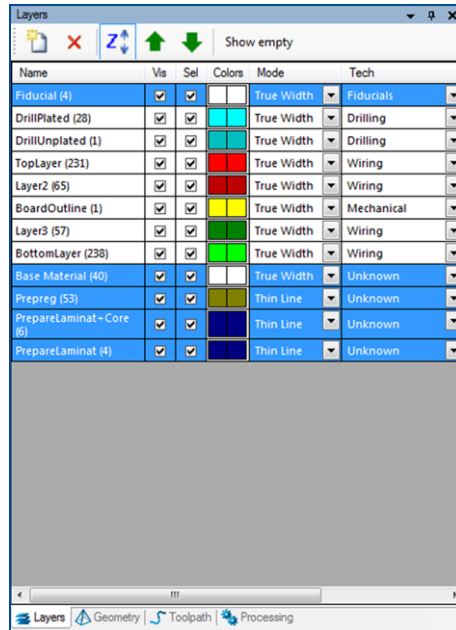 Layers
Z Show empty
Name Vis Sel Colors Mode Tech
Fiducial (4) True Width Fiducials
DrillPlated (28) True Width Drilling
DrillUnplated (1) True Width Drilling
TopLayer (231) True Width Wiring
Layer2 (65) True Width Wiring
BoardOutline (1) True Width Mechanical
Layer3 (57) True Width Wiring
BottomLayer (238) True Width Wiring
Base Material (40) True Width Unknown
Prepreg (53) Thin Line Unknown
PrepareLaminat+Core
(6) Thin Line Unknown
PrepareLaminat (4) Thin Line Unknown
Layers Geometry Toolpath Processing